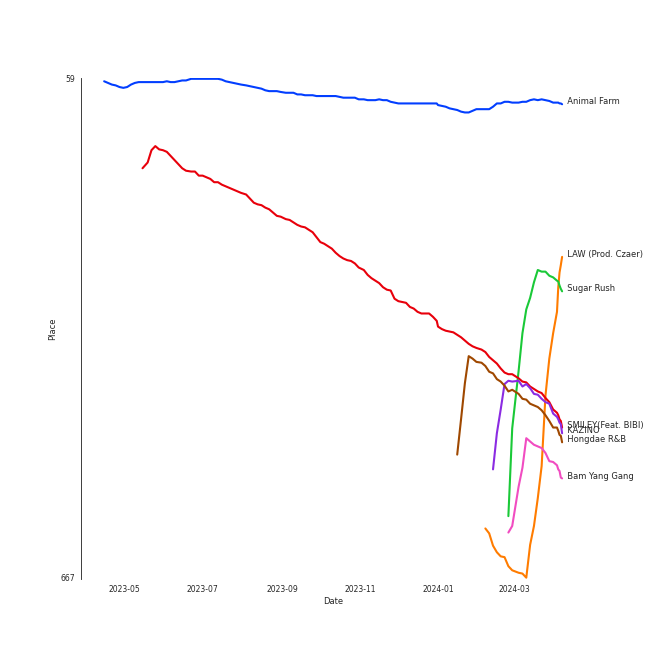 59
Animal Farm
LAW (Prod. Czaer)
Sugar Rush
Place
SMILEY(Feat. BIBI)
KAZINO
Hongdae R&B
Bam Yang Gang
667
2023-05 2023-07 2023-09 2023-11 2024-01 2024-03
Date